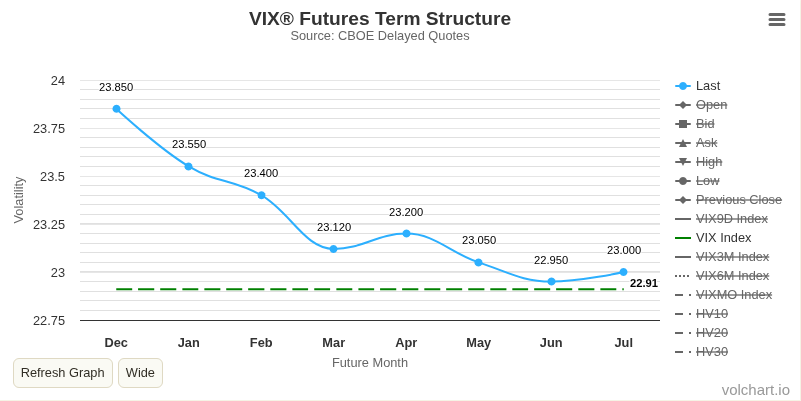 VIX® Futures Term Structure
Source: CBOE Delayed Quotes
Volatility
24
23.75
23.5
23.25
23
22.75
23.850
23.550
23.400
23.120
23.200
23.050
22.950
23.000
22.91
Dec Jan Feb Mar Apr May Jun Jul
Future Month
Last
Open
Bid
Ask
High
Low
Previous Close
VIX9D Index
VIX Index
VIX3M Index
VIX6M Index
VIXMO Index
HV10
HV20
HV30
Refresh Graph Wide
volchart.io